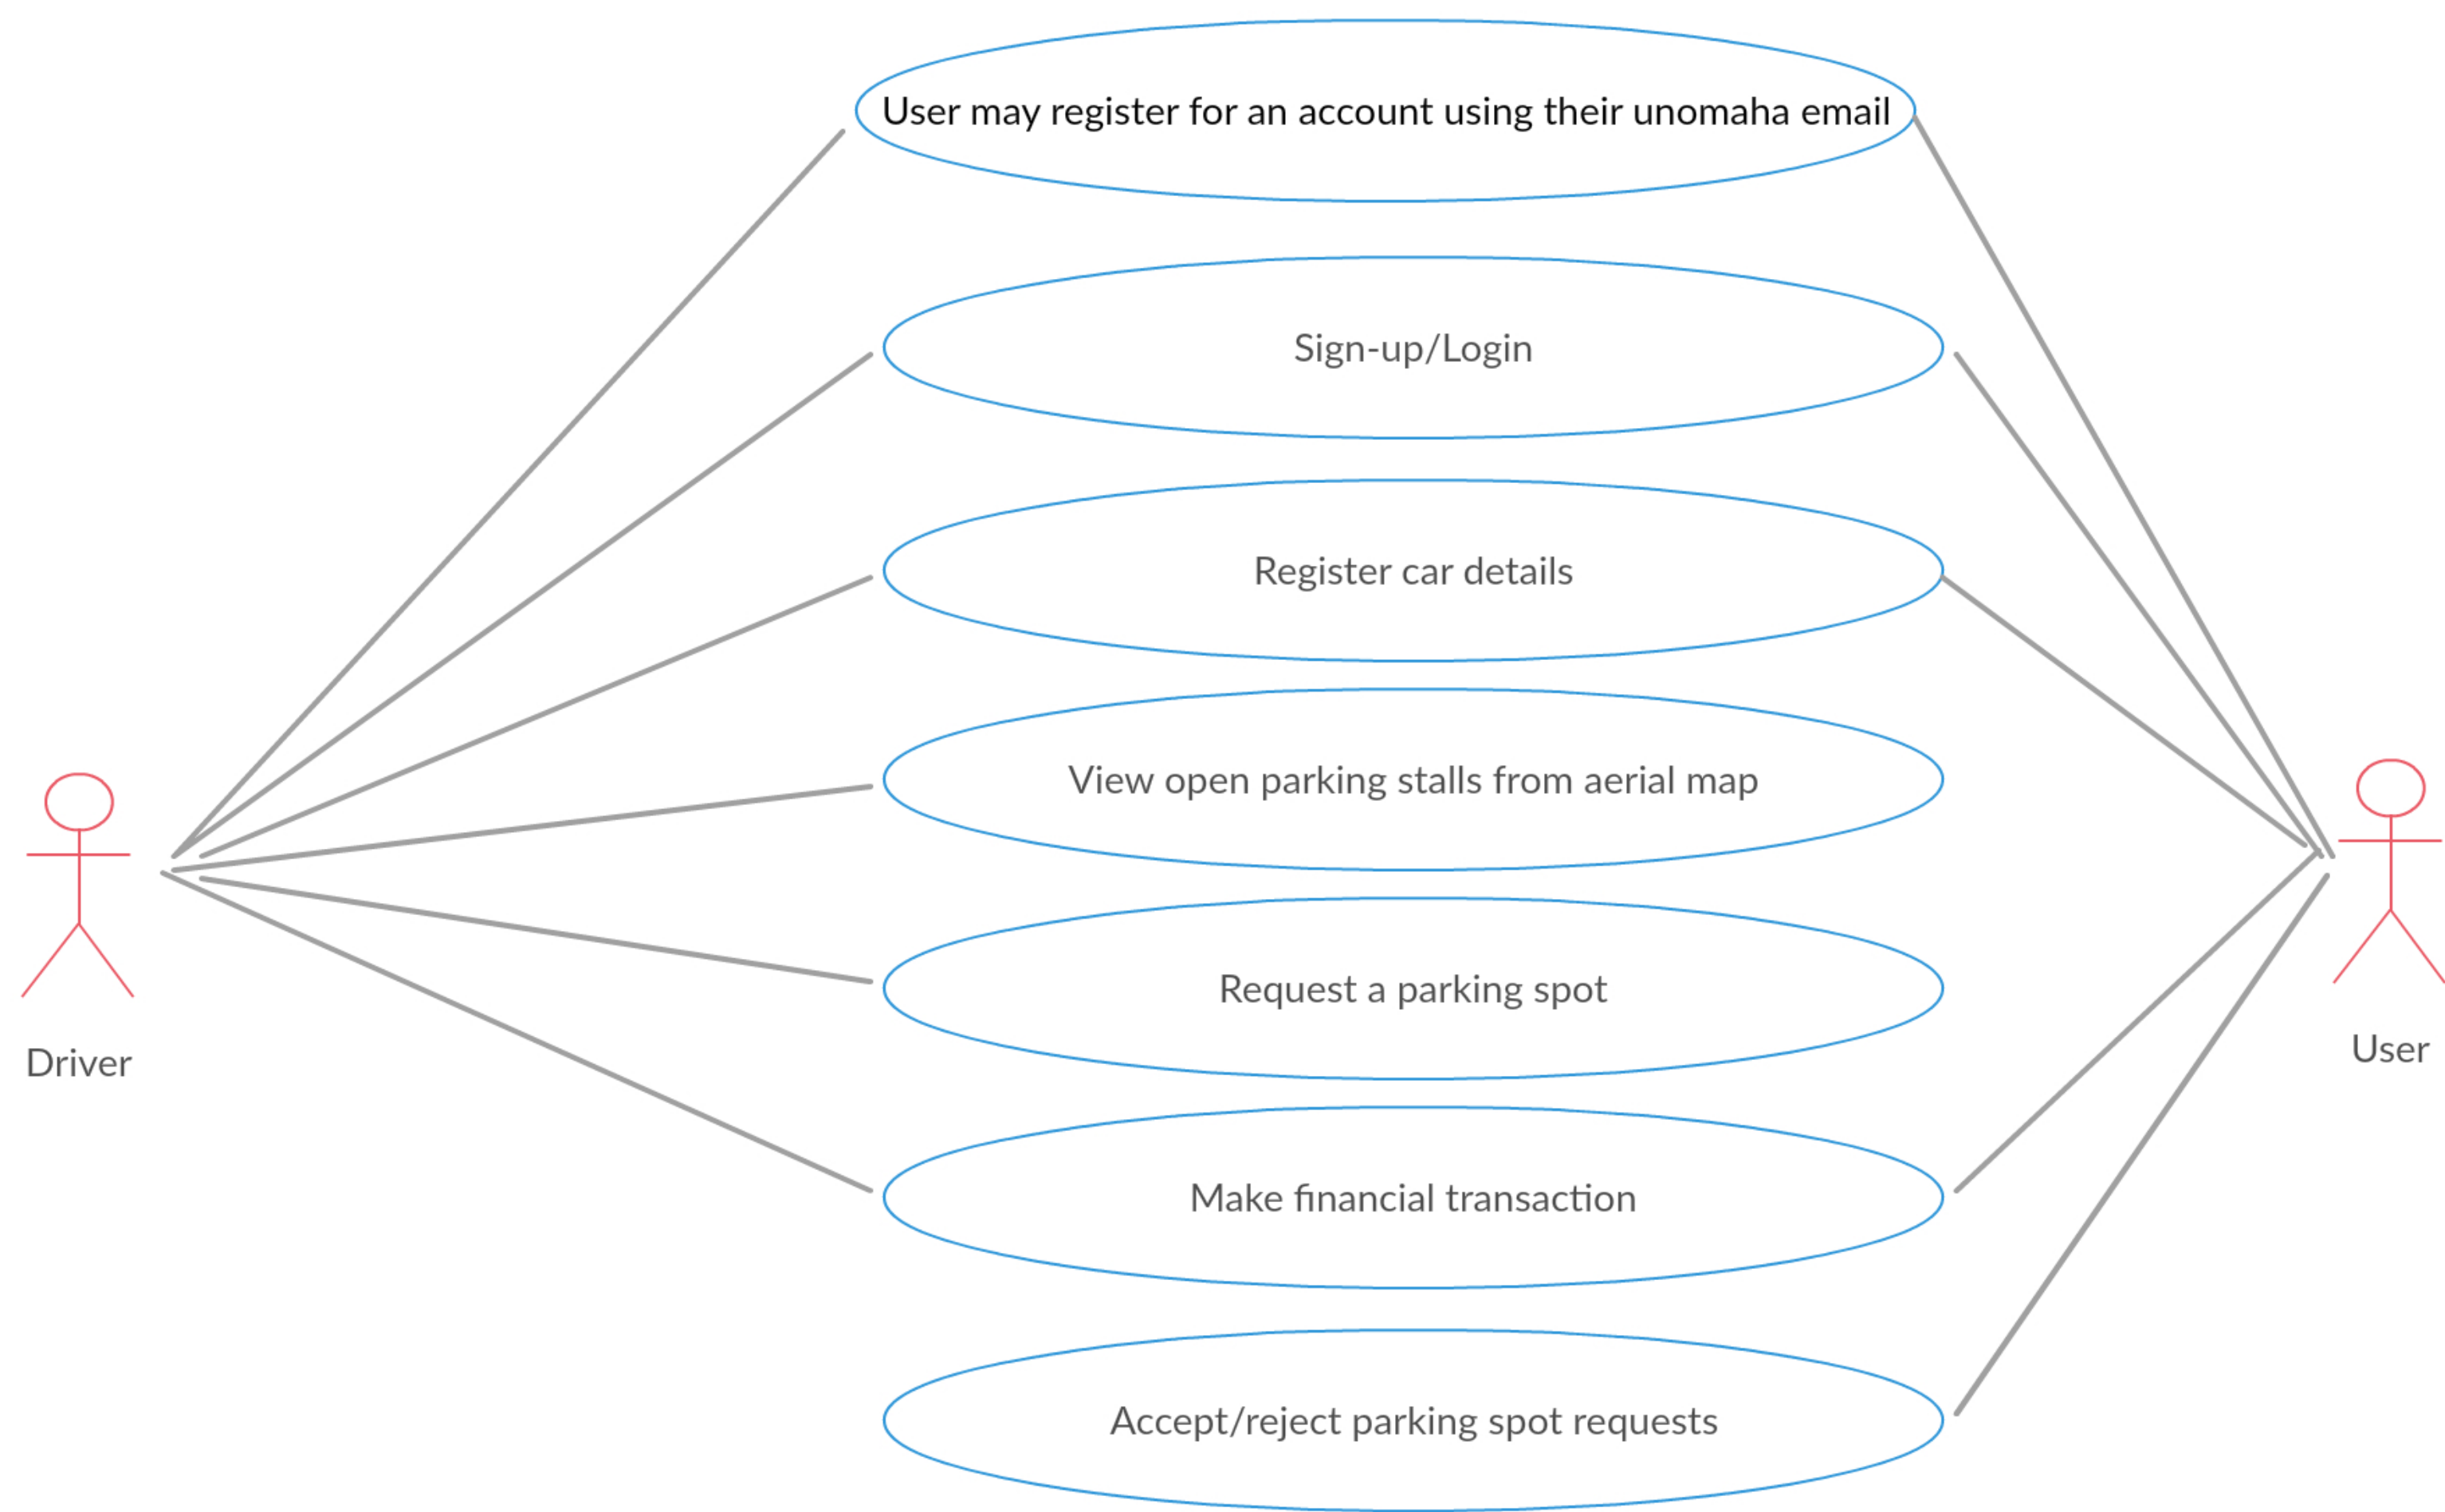 User may register for an account using their unomaha email
Sign-up/Login
Register car details
View open parking stalls from aerial map
Request a parking spot
Driver
User
Make financial transaction
Accept/reject parking spot requests